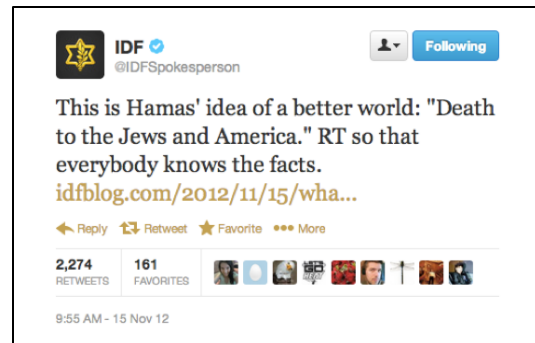 IDF
Following
@IDFSpokesperson
This is Hamas' idea of a better world: "Death
to the Jews and America." RT so that
everybody knows the facts.
idfblog.com/2012/11/15/wha...
Reply Retweet Favorite More
2,274 161
RETWEETS FAVORITES
9:55 AM - 15 Nov 12